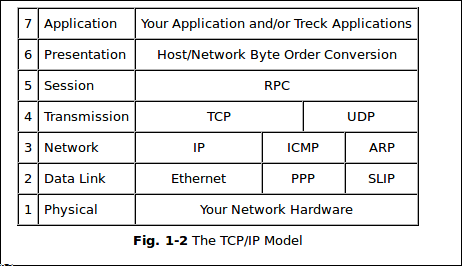 7 Application Your Application and/or Treck Applications
6 Presentation Host/Network Byte Order Conversion
5 Session RPC
4 Transmission TCP UDP
3 Network IP ICMP ARP
2 Data Link Ethernet PPP SLIP
1 Physical Your Network Hardware
Fig. 1-2 The TCP/IP Model